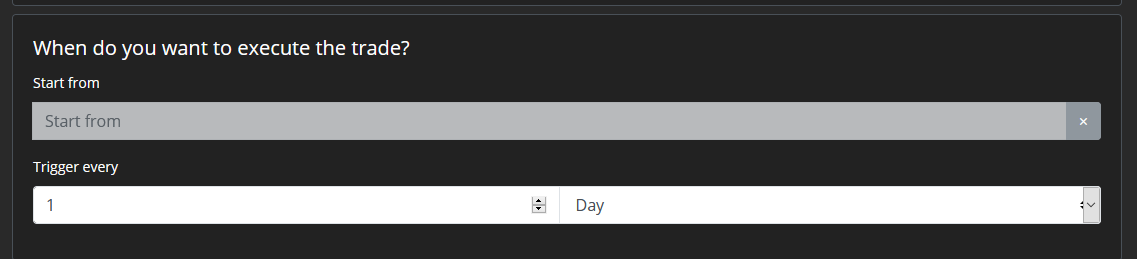 When do you want to execute the trade?
Start from
Start from
×
Trigger every
1
Day